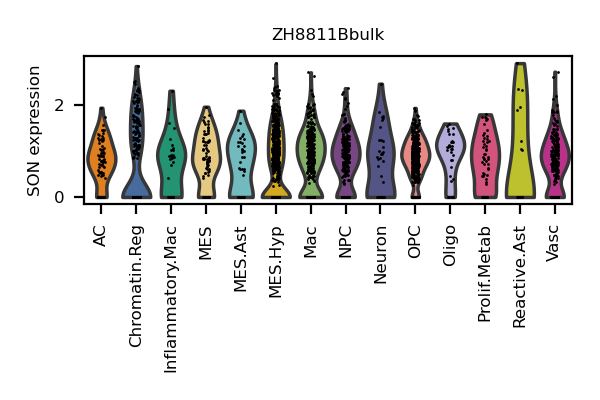 ZH8811Bbulk
SON expression
2
0
AC
Chromatin.Reg
Inflammatory.Mac
MES
MES.Ast
MES.Hyp
Mac
NPC
Neuron
OPC
Oligo
Prolif.Metab
Reactive.Ast
Vasc